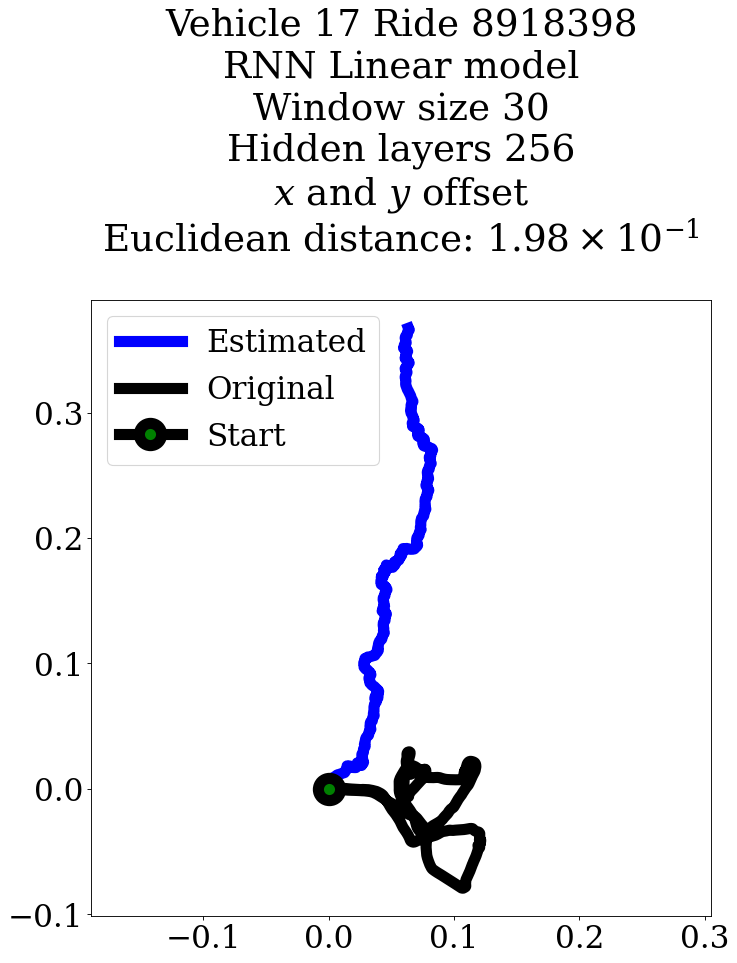 Vehicle 17 Ride 8918398
RNN Linear model
Window size 30
Hidden layers 256
x and y offset
Euclidean distance: 1.98 × 10⁻¹
Estimated
Original
Start
0.3
0.2
0.1
0.0
−0.1
−0.1 0.0 0.1 0.2 0.3